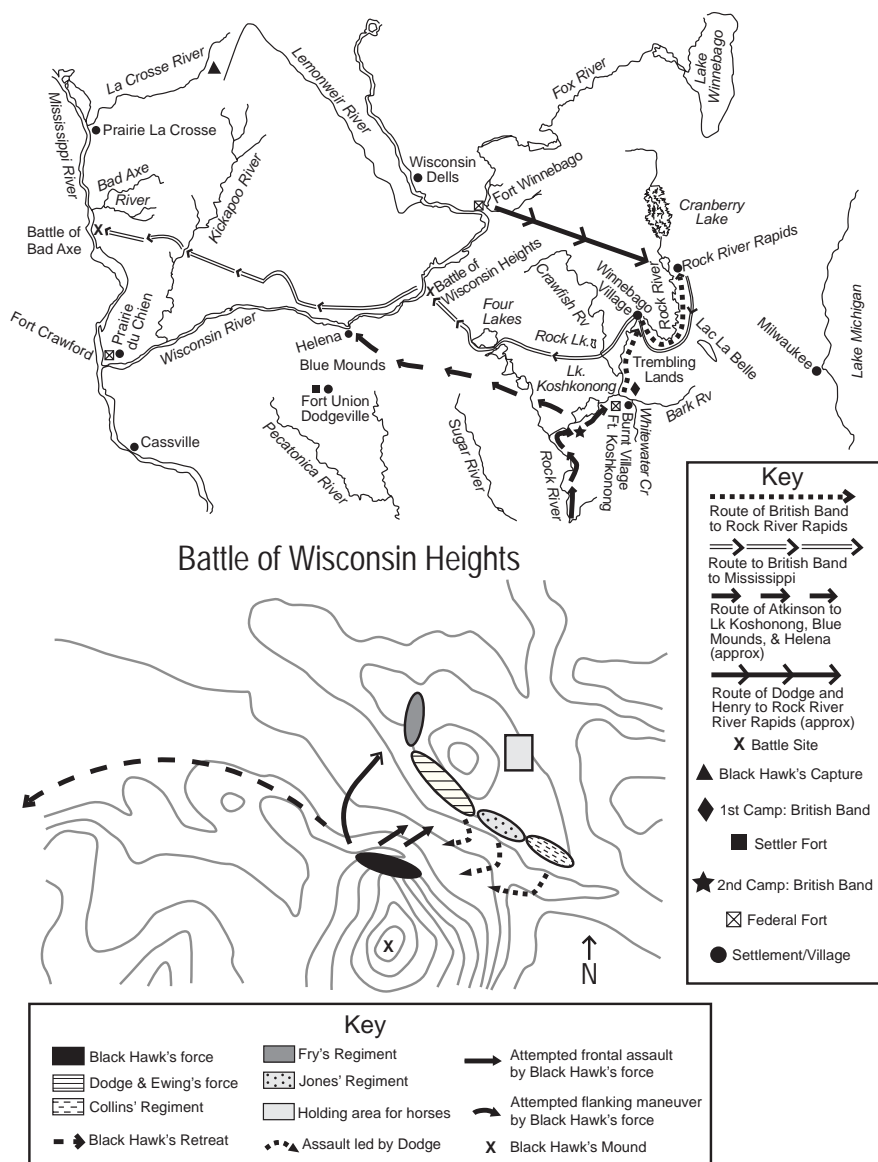 La Crosse River
Lemonweir River
Fox River
Lake
Winnebago
Mississippi River
Prairie La Crosse
Bad Axe
River
Kickapoo River
Wisconsin
Dells
Fort Winnebago
Cranberry
Lake
Battle of
Bad Axe
Battle of
Wisconsin Heights
Crawfish Rv
Winnebago
Village
Rock River
Rock River Rapids
Fort Crawford
Prairie
du Chien
Wisconsin River
Helena
Four
Lakes
Rock Lk.
Lac La Belle
Milwaukee
Lake Michigan
Blue Mounds
Trembling
Lands
Lk.
Koshkonong
Fort Union
Dodgeville
Bark Rv
Cassville
Pecatonica River
Sugar River
Rock River
Ft. Koshkonong
Burnt Village
Whitewater Cr
Key
Route of British Band
to Rock River Rapids
Route to British Band
to Mississippi
Route of Atkinson to
Lk Koshonong, Blue
Mounds, & Helena
(approx)
Route of Dodge and
Henry to Rock River
River Rapids (approx)
X Battle Site
Black Hawk's Capture
1st Camp: British Band
Settler Fort
2nd Camp: British Band
Federal Fort
Settlement/Village
Battle of Wisconsin Heights
X
N
Key
Black Hawk's force
Dodge & Ewing's force
Collins' Regiment
Black Hawk's Retreat
Fry's Regiment
Jones' Regiment
Holding area for horses
Assault led by Dodge
Attempted frontal assault
by Black Hawk's force
Attempted flanking maneuver
by Black Hawk's force
X Black Hawk's Mound